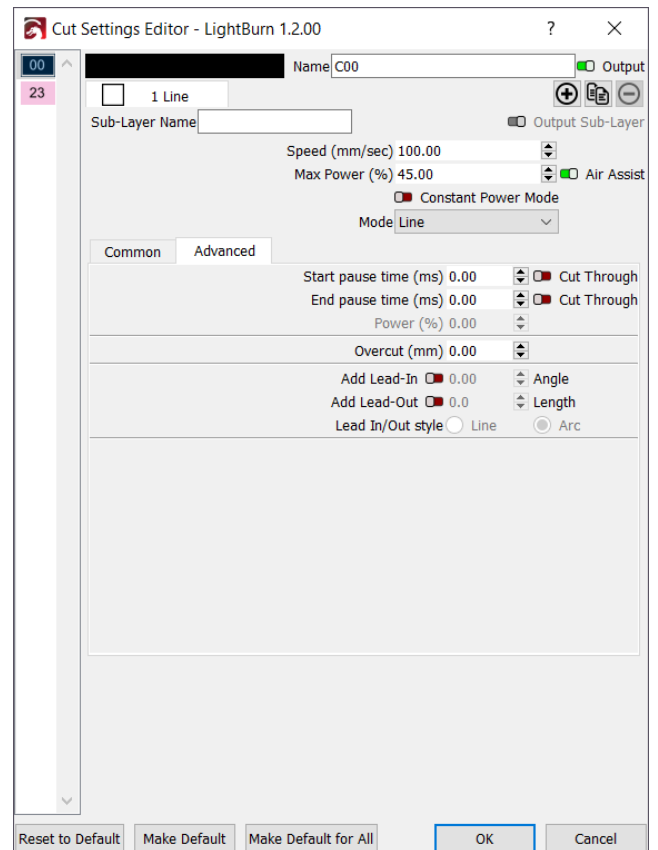 Cut Settings Editor - LightBurn 1.2.00 ?
00 Name C00 Output
23 1 Line
Sub-Layer Name Output Sub-Layer
Speed (mm/sec) 100.00
Max Power (%) 45.00 Air Assist
Constant Power Mode
Mode Line
Common Advanced
Start pause time (ms) 0.00 Cut Through
End pause time (ms) 0.00 Cut Through
Power (%) 0.00
Overcut (mm) 0.00
Add Lead-In 0.00 Angle
Add Lead-Out 0.0 Length
Lead In/Out style Line Arc
Reset to Default Make Default Make Default for All OK Cancel